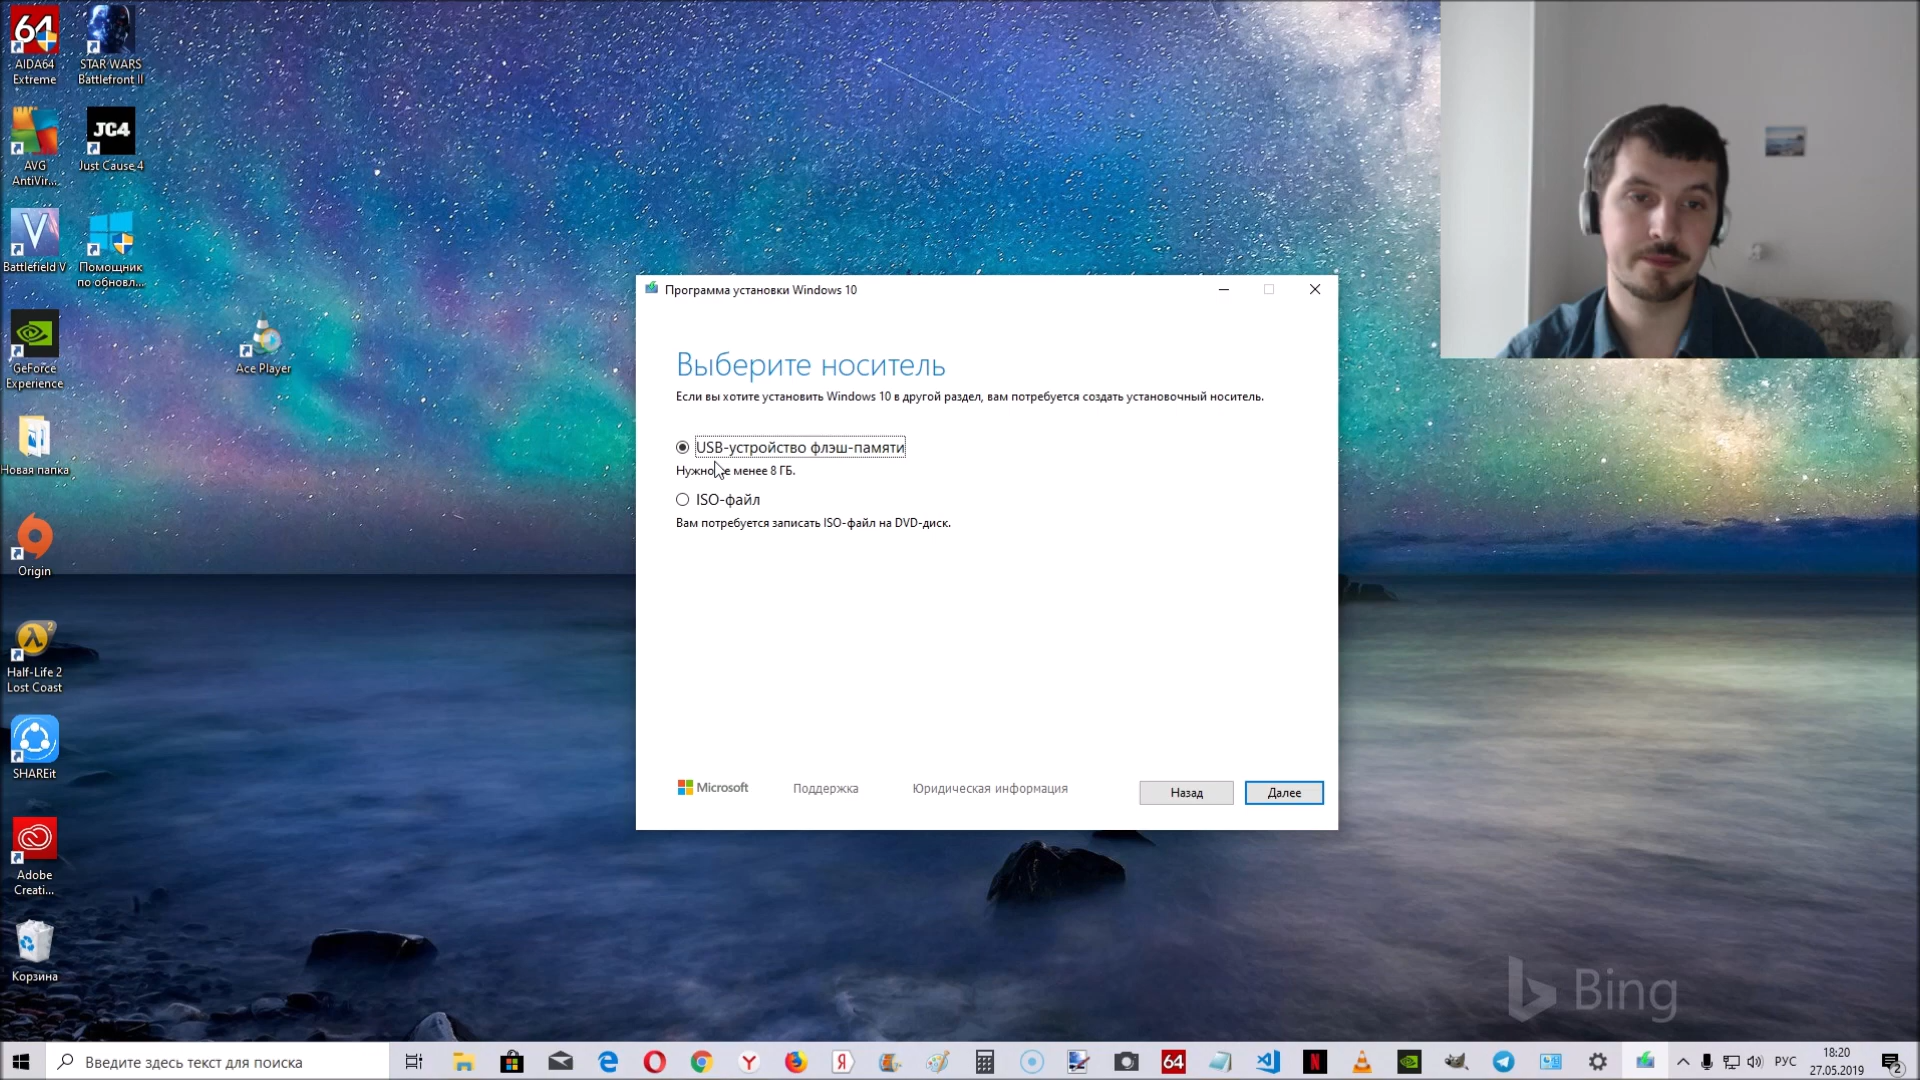 AIDA64
Extreme
STAR WARS
Battlefront II
AVG
AntiVir...
JC4
Just Cause 4
Battlefield V
Помощник
по обновл...
GeForce
Experience
Ace Player
Новая папка
Origin
Half-Life 2
Lost Coast
SHAREit
Adobe
Creati...
Корзина
Программа установки Windows 10
Выберите носитель
Если вы хотите установить Windows 10 в другой раздел, вам потребуется создать установочный носитель.
USB-устройство флэш-памяти
Нужно не менее 8 ГБ.
ISO-файл
Вам потребуется записать ISO-файл на DVD-диск.
Microsoft
Поддержка
Юридическая информация
Назад
Далее
Bing
Введите здесь текст для поиска
64
РУС
18:20
27.05.2019
2